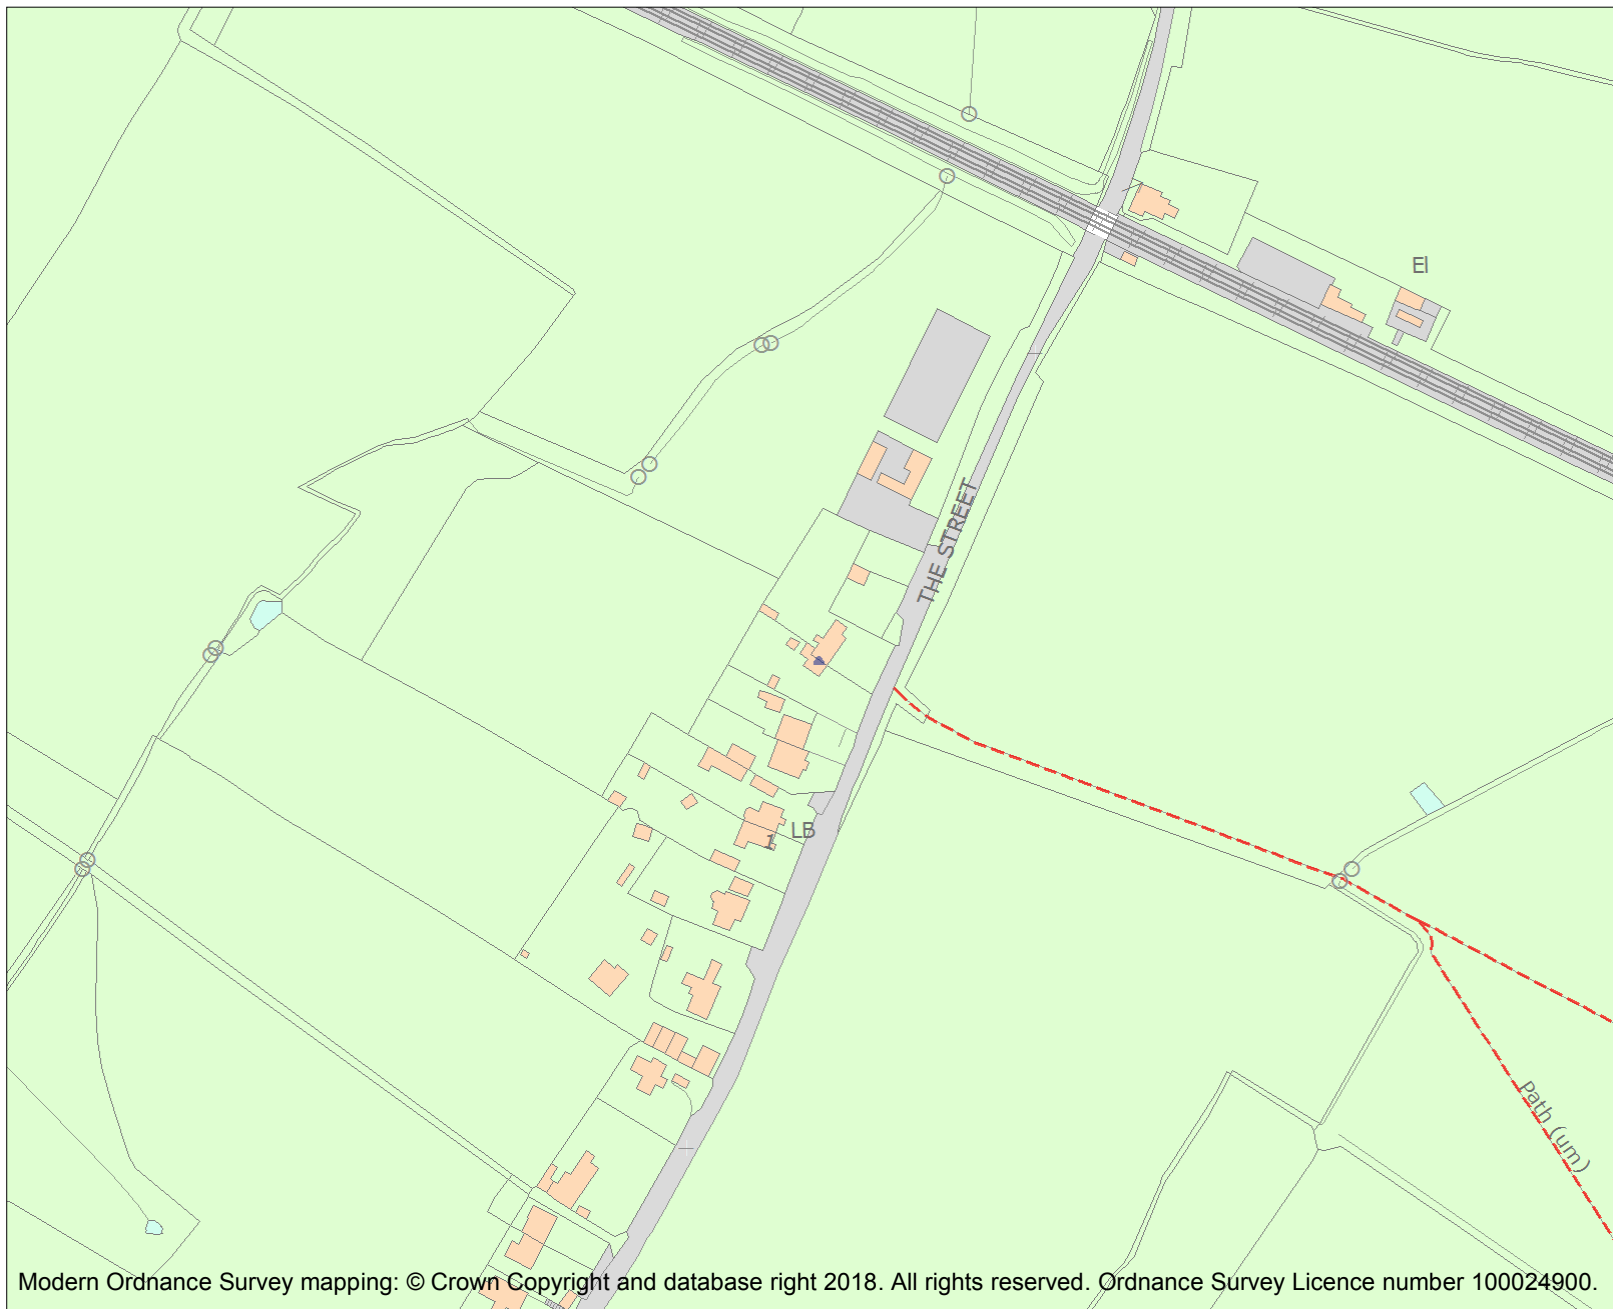 El
THE STREET
LB
1
Path (um)
Modern Ordnance Survey mapping: © Crown Copyright and database right 2018. All rights reserved. Ordnance Survey Licence number 100024900.